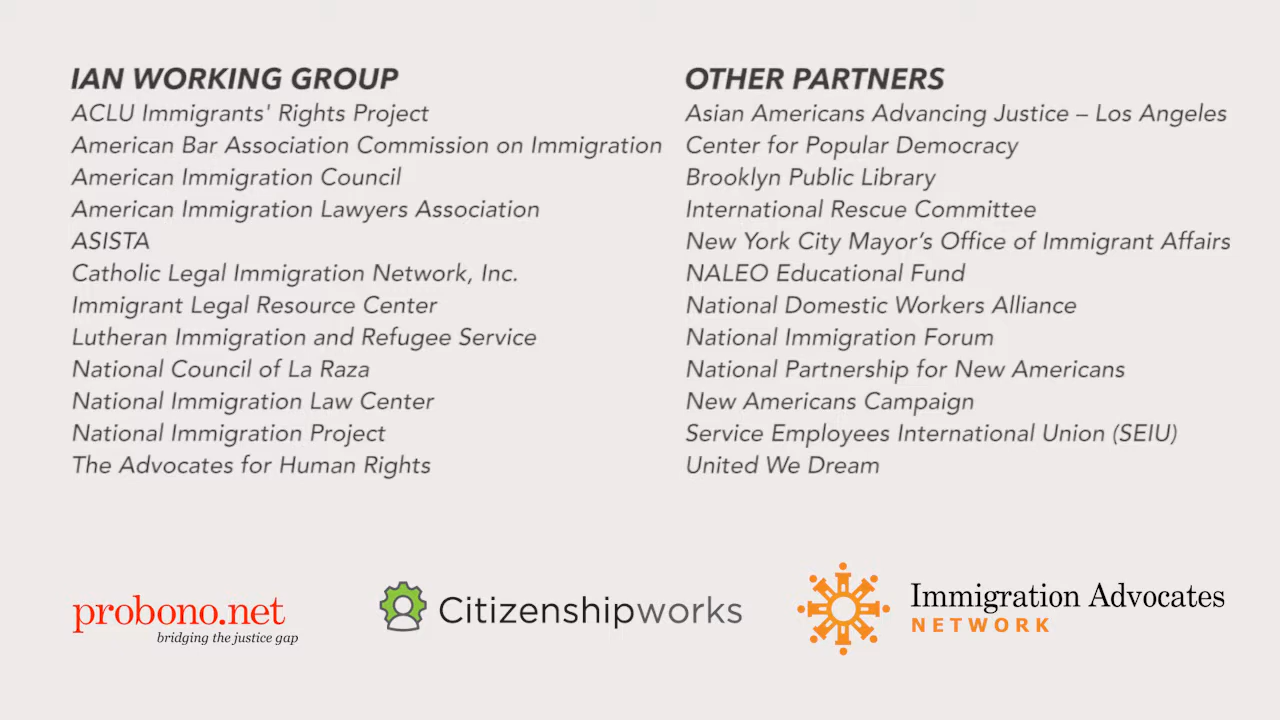 IAN WORKING GROUP
ACLU Immigrants' Rights Project
American Bar Association Commission on Immigration
American Immigration Council
American Immigration Lawyers Association
ASISTA
Catholic Legal Immigration Network, Inc.
Immigrant Legal Resource Center
Lutheran Immigration and Refugee Service
National Council of La Raza
National Immigration Law Center
National Immigration Project
The Advocates for Human Rights
OTHER PARTNERS
Asian Americans Advancing Justice – Los Angeles
Center for Popular Democracy
Brooklyn Public Library
International Rescue Committee
New York City Mayor’s Office of Immigrant Affairs
NALEO Educational Fund
National Domestic Workers Alliance
National Immigration Forum
National Partnership for New Americans
New Americans Campaign
Service Employees International Union (SEIU)
United We Dream
probono.net
bridging the justice gap
Citizenshipworks
Immigration Advocates
NETWORK